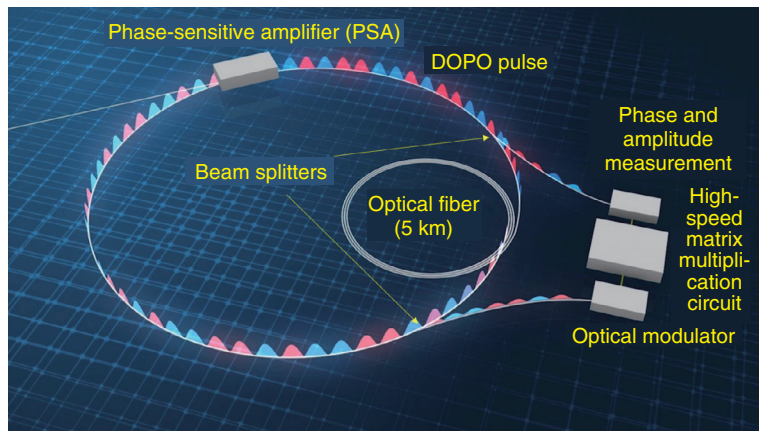 Phase-sensitive amplifier (PSA)
DOPO pulse
Phase and
amplitude
measurement
Beam splitters
Optical fiber
(5 km)
High-
speed
matrix
multipli-
cation
circuit
Optical modulator